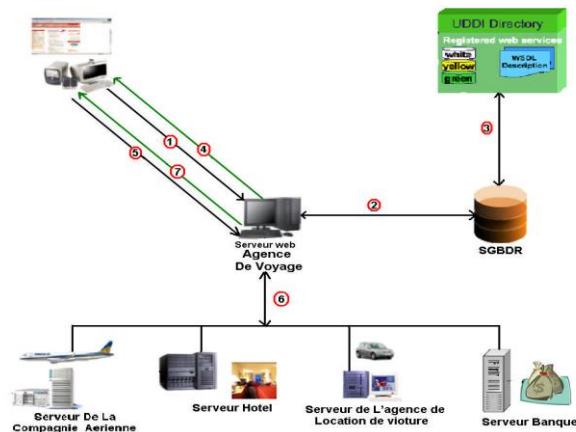 UDDI Directory
Registered web services
white
yellow
green
WSDL
Description
3
1
4
5
7
2
Serveur web
Agence
De Voyage
SGBDR
6
Serveur De La
Compagnie Aerienne
Serveur Hotel
Serveur de L'agence de
Location de vioture
Serveur Banque